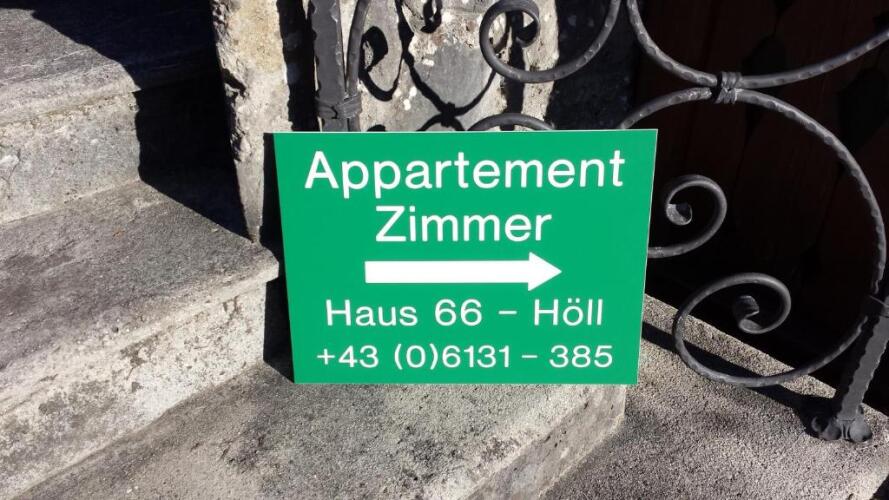 Appartement
Zimmer
Haus 66 - Höll
+43 (0)6131 - 385